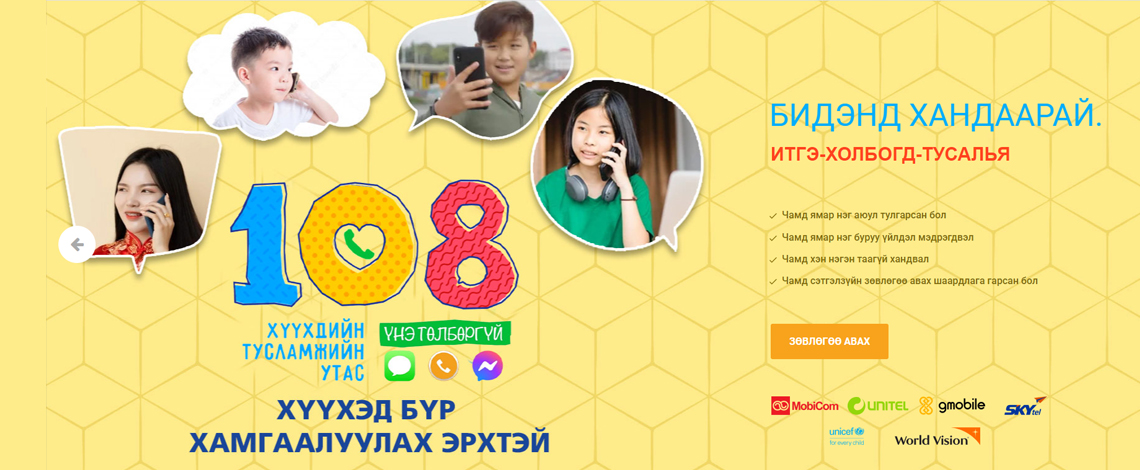 108
ХҮҮХДИЙН
ТУСЛАМЖИЙН
УТАС
ҮНЭ ТӨЛБӨРГҮЙ
ХҮҮХЭД БҮР
ХАМГААЛУУЛАХ ЭРХТЭЙ
БИДЭНД ХАНДААРАЙ.
ИТГЭ-ХОЛБОГД-ТУСАЛЬЯ
Чамд ямар нэг аюул тулгарсан бол
Чамд ямар нэг буруу үйлдэл мэдрэгдвэл
Чамд хэн нэгэн таагүй хандвал
Чамд сэтгэлзүйн зөвлөгөө авах шаардлага гарсан бол
ЗӨВЛӨГӨӨ АВАХ
MobiCom UNITEL gmobile SKYtel
unicef World Vision
for every child